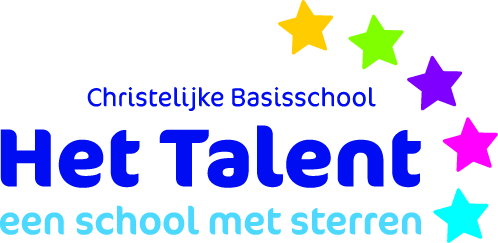 Christelijke Basisschool
Het Talent
een school met sterren